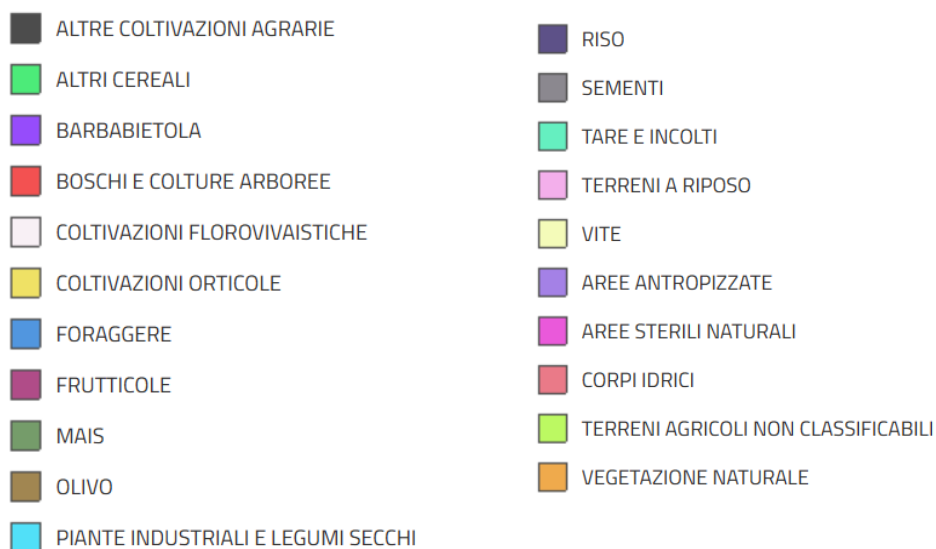 ALTRE COLTIVAZIONI AGRARIE
ALTRI CEREALI
BARBABIETOLA
BOSCHI E COLTURE ARBOREE
COLTIVAZIONI FLOROVIVAISTICHE
COLTIVAZIONI ORTICOLE
FORAGGERE
FRUTTICOLE
MAIS
OLIVO
PIANTE INDUSTRIALI E LEGUMI SECCHI
RISO
SEMENTI
TARE E INCOLTI
TERRENI A RIPOSO
VITE
AREE ANTROPIZZATE
AREE STERILI NATURALI
CORPI IDRICI
TERRENI AGRICOLI NON CLASSIFICABILI
VEGETAZIONE NATURALE